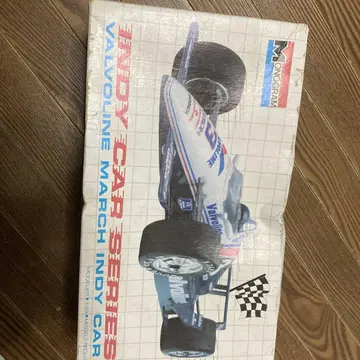 MONOGRAM
INDY CAR SERIES
VALVOLINE MARCH INDY CAR
Valvoline